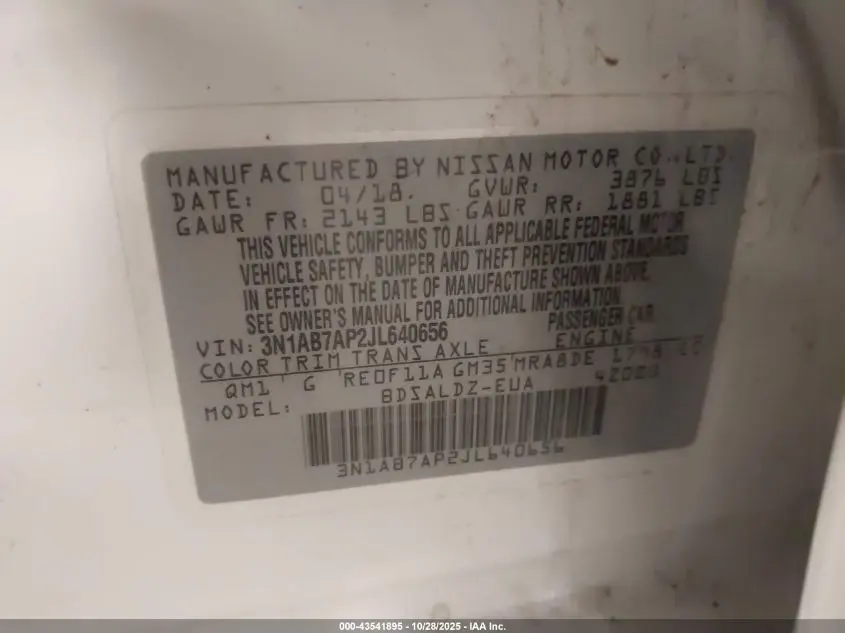 MANUFACTURED BY NISSAN MOTOR CO.,LTD.
DATE: 04/18. GVWR: 3876 LBS
GAWR FR: 2143 LBS GAWR RR: 1881 LBS
THIS VEHICLE CONFORMS TO ALL APPLICABLE FEDERAL MOTOR
VEHICLE SAFETY, BUMPER AND THEFT PREVENTION STANDARDS
IN EFFECT ON THE DATE OF MANUFACTURE SHOWN ABOVE.
SEE OWNER'S MANUAL FOR ADDITIONAL INFORMATION.
VIN: 3N1AB7AP2JL640656 PASSENGER CAR
COLOR TRIM TRANS AXLE ENGINE
QM1 G RE0F11A GM35 MRA8DE 1798 CC
MODEL: BDSALDZ-EUA
3N1AB7AP2JL640656
000-43541895 - 10/28/2025 - IAA Inc.